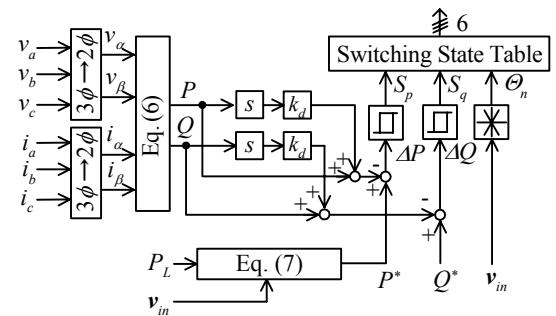 6
Switching State Table
v_a
v_b
v_c
3ϕ→2ϕ
v_α
v_β
i_a
i_b
i_c
3ϕ→2ϕ
i_α
i_β
Eq. (6)
P
Q
s
k_d
s
k_d
S_p
S_q
Θ_n
ΔP
ΔQ
+
+
-
+
+
+
-
+
P_L
Eq. (7)
v_in
P*
Q*
v_in